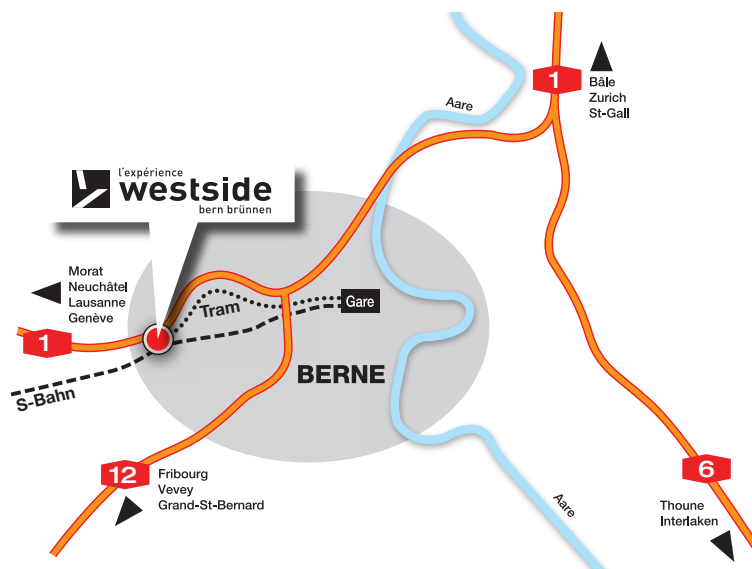 1
Bâle
Zurich
St-Gall
Aare
l'expérience
westside
bern brünnen
Morat
Neuchâtel
Lausanne
Genève
1
Tram
Gare
S-Bahn
BERNE
12
Fribourg
Vevey
Grand-St-Bernard
6
Thoune
Interlaken
Aare